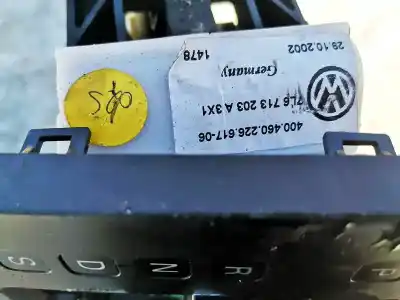 400.460.226.617-06
7L6 713 203 A 3X1
Germany
29.10.2002
1478
P R N D S